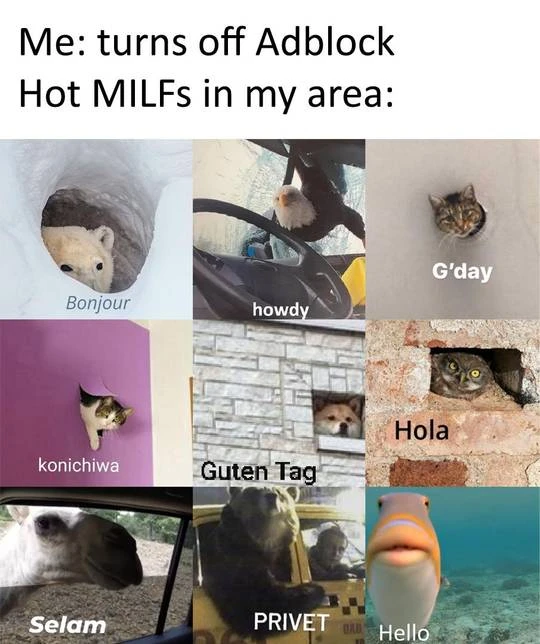 Me: turns off Adblock
Hot MILFs in my area:
Bonjour
howdy
G'day
konichiwa
Guten Tag
Hola
Selam
PRIVET
Hello